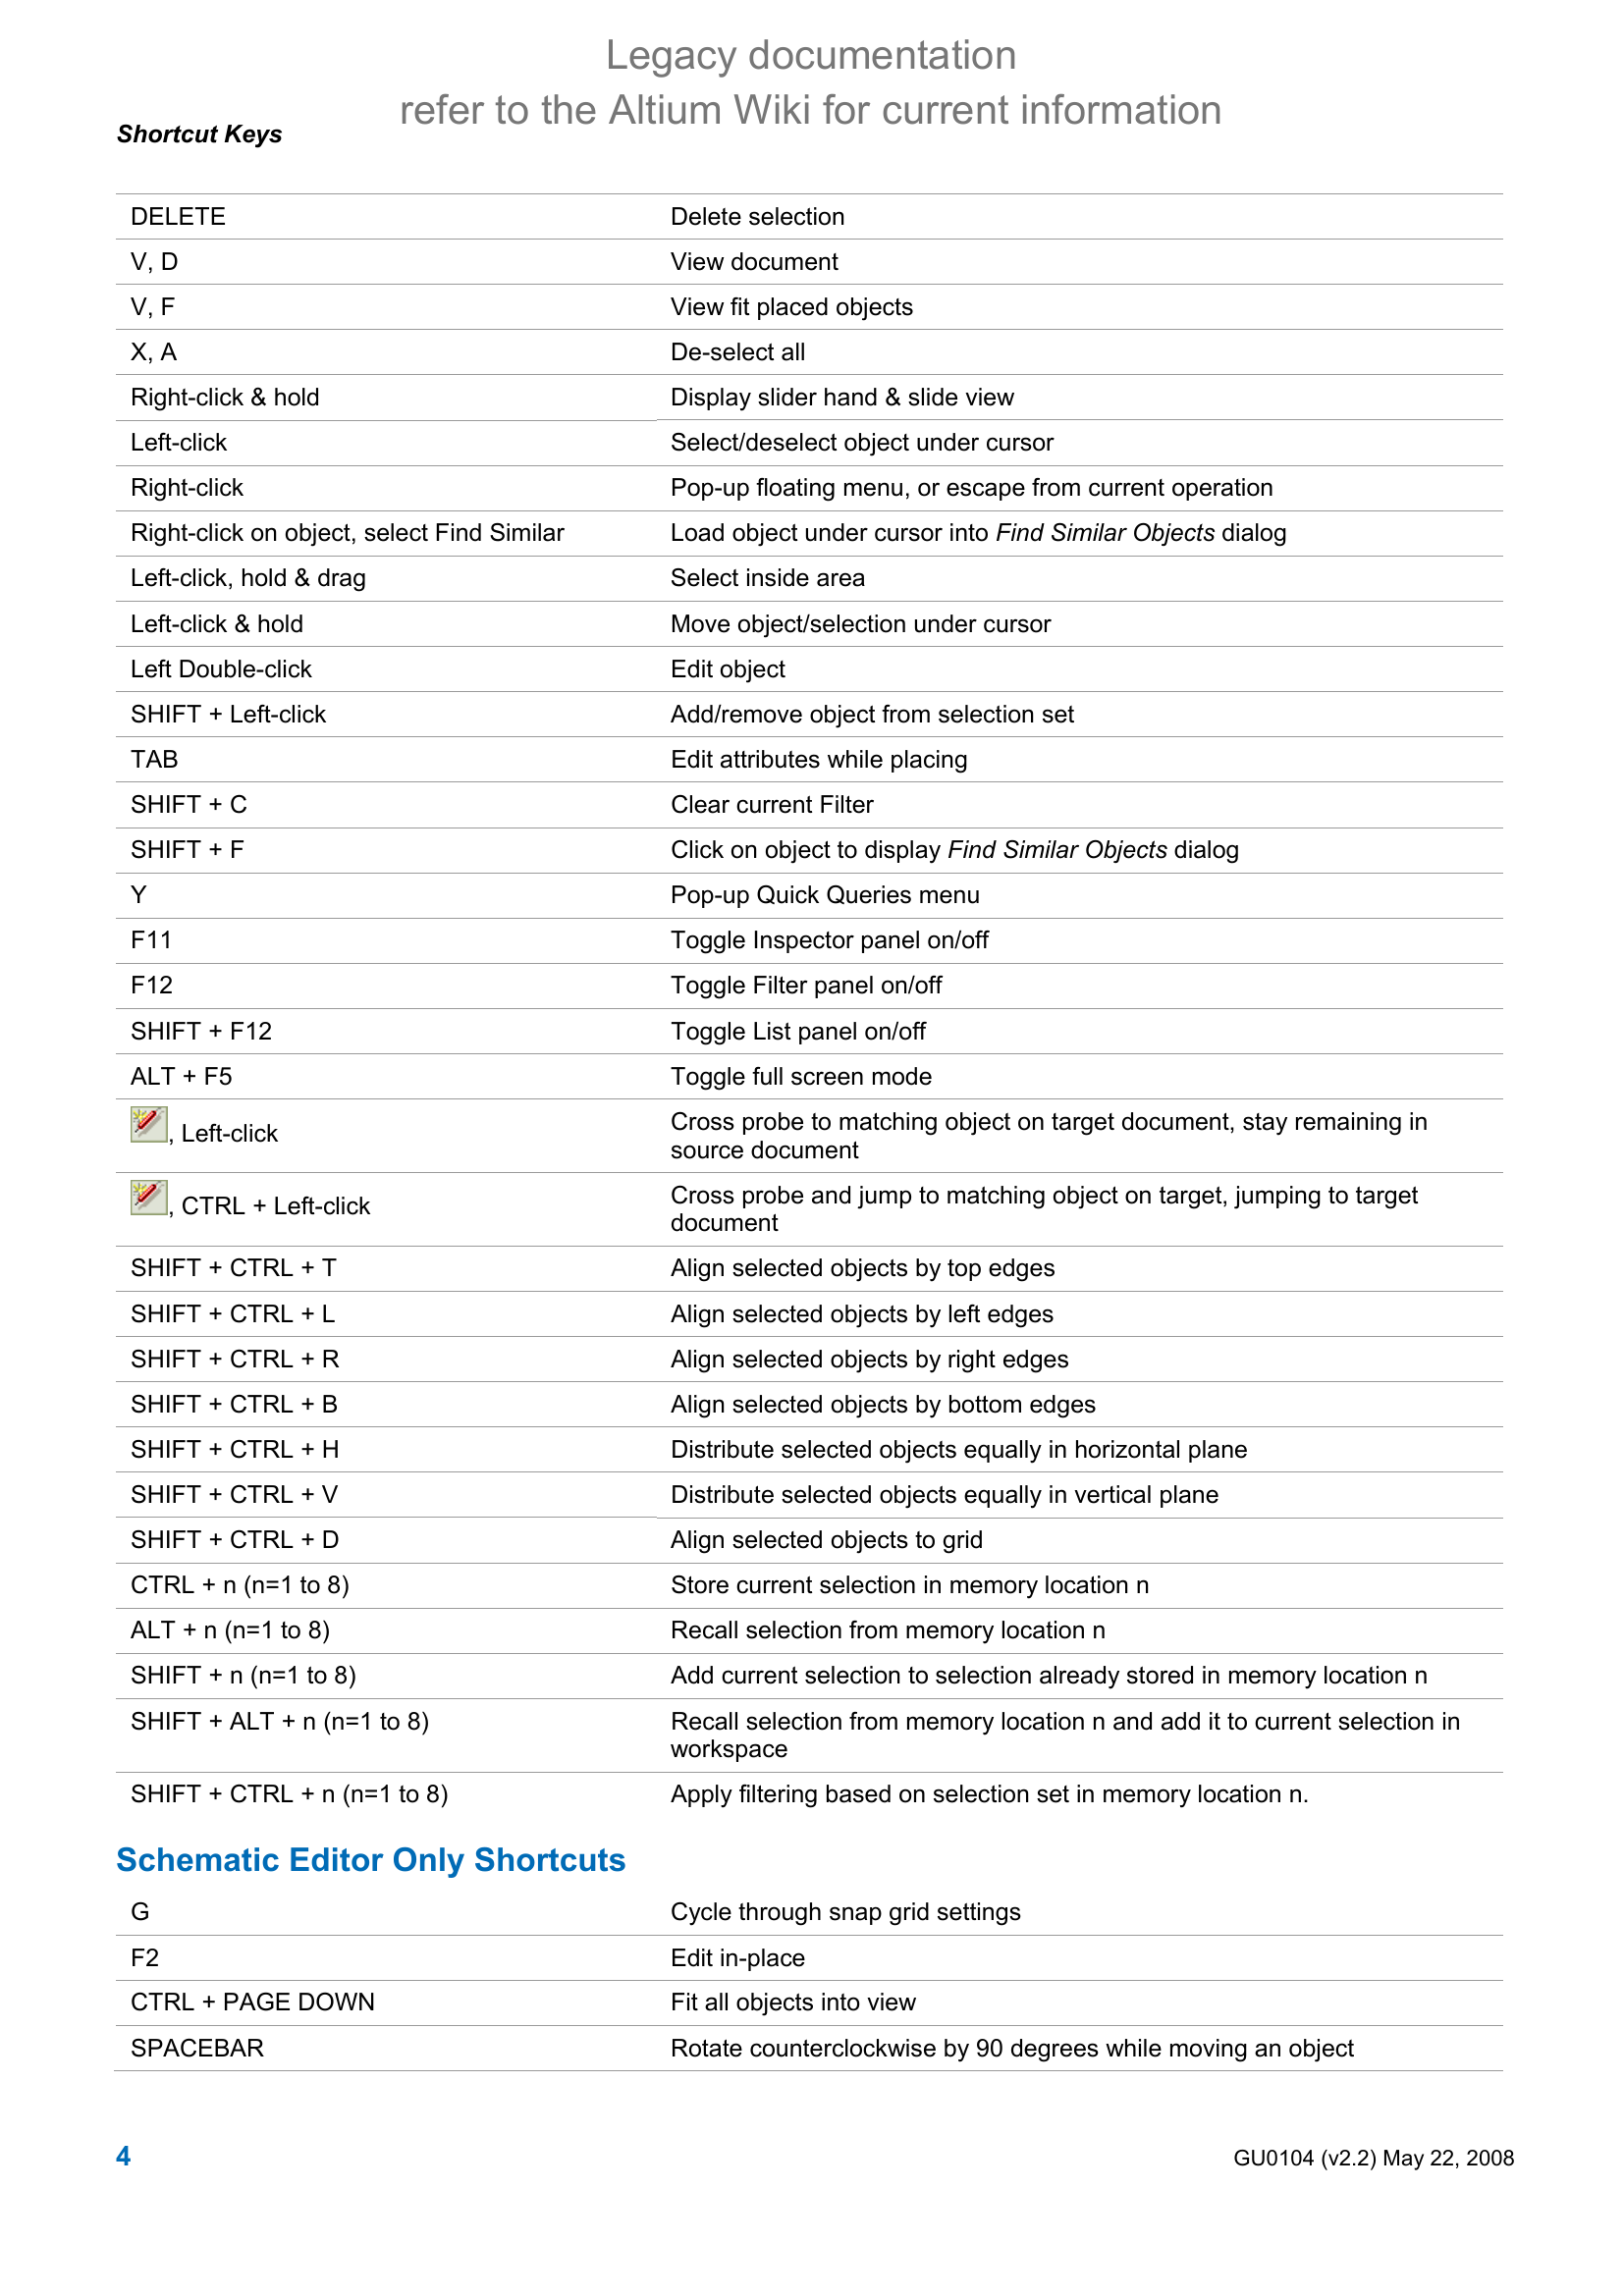 Legacy documentation
refer to the Altium Wiki for current information
Shortcut Keys
DELETE Delete selection
V, D View document
V, F View fit placed objects
X, A De-select all
Right-click & hold Display slider hand & slide view
Left-click Select/deselect object under cursor
Right-click Pop-up floating menu, or escape from current operation
Right-click on object, select Find Similar Load object under cursor into Find Similar Objects dialog
Left-click, hold & drag Select inside area
Left-click & hold Move object/selection under cursor
Left Double-click Edit object
SHIFT + Left-click Add/remove object from selection set
TAB Edit attributes while placing
SHIFT + C Clear current Filter
SHIFT + F Click on object to display Find Similar Objects dialog
Y Pop-up Quick Queries menu
F11 Toggle Inspector panel on/off
F12 Toggle Filter panel on/off
SHIFT + F12 Toggle List panel on/off
ALT + F5 Toggle full screen mode
, Left-click Cross probe to matching object on target document, stay remaining in
source document
, CTRL + Left-click Cross probe and jump to matching object on target, jumping to target
document
SHIFT + CTRL + T Align selected objects by top edges
SHIFT + CTRL + L Align selected objects by left edges
SHIFT + CTRL + R Align selected objects by right edges
SHIFT + CTRL + B Align selected objects by bottom edges
SHIFT + CTRL + H Distribute selected objects equally in horizontal plane
SHIFT + CTRL + V Distribute selected objects equally in vertical plane
SHIFT + CTRL + D Align selected objects to grid
CTRL + n (n=1 to 8) Store current selection in memory location n
ALT + n (n=1 to 8) Recall selection from memory location n
SHIFT + n (n=1 to 8) Add current selection to selection already stored in memory location n
SHIFT + ALT + n (n=1 to 8) Recall selection from memory location n and add it to current selection in
workspace
SHIFT + CTRL + n (n=1 to 8) Apply filtering based on selection set in memory location n.
Schematic Editor Only Shortcuts
G Cycle through snap grid settings
F2 Edit in-place
CTRL + PAGE DOWN Fit all objects into view
SPACEBAR Rotate counterclockwise by 90 degrees while moving an object
4 GU0104 (v2.2) May 22, 2008